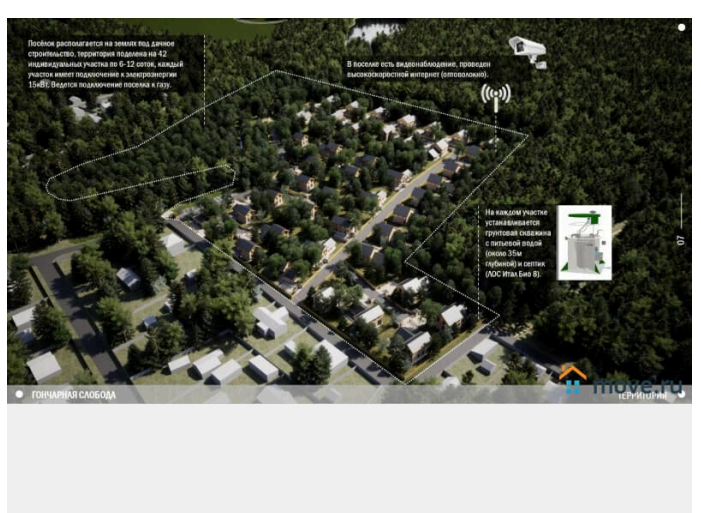 Посёлок располагается на землях под дачное
строительство, территория поделена на 42
индивидуальных участка по 6-12 соток, каждый
участок имеет подключение к электроэнергии
15кВт. Ведется подключение поселка к газу.
В поселке есть видеонаблюдение, проведен
высокоскоростной интернет (оптоволокно).
На каждом участке
устанавливается
грунтовая скважина
с питьевой водой
(около 35м
глубиной) и септик
(ЛОС Итал Био 8).
07
ГОНЧАРНАЯ СЛОБОДА
move.ru
ТЕРРИТОРИЯ